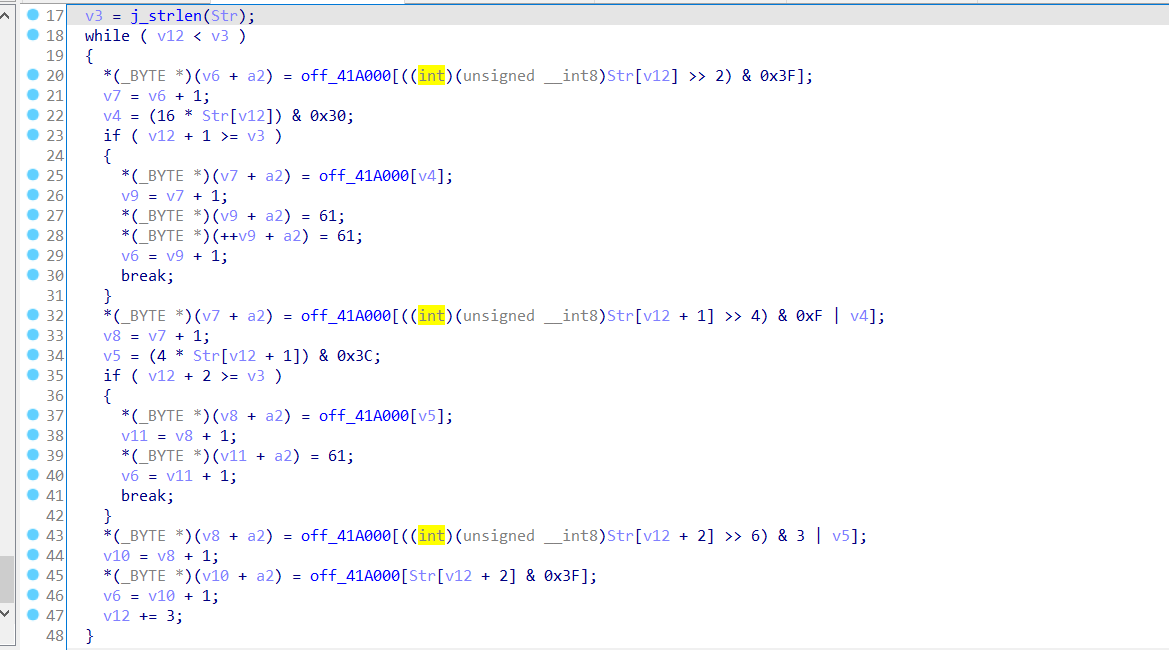 17 v3 = j_strlen(Str);
18 while ( v12 < v3 )
19 {
20 *(_BYTE *)(v6 + a2) = off_41A000[((int)(unsigned __int8)Str[v12] >> 2) & 0x3F];
21 v7 = v6 + 1;
22 v4 = (16 * Str[v12]) & 0x30;
23 if ( v12 + 1 >= v3 )
24 {
25 *(_BYTE *)(v7 + a2) = off_41A000[v4];
26 v9 = v7 + 1;
27 *(_BYTE *)(v9 + a2) = 61;
28 *(_BYTE *)(++v9 + a2) = 61;
29 v6 = v9 + 1;
30 break;
31 }
32 *(_BYTE *)(v7 + a2) = off_41A000[((int)(unsigned __int8)Str[v12 + 1] >> 4) & 0xF | v4];
33 v8 = v7 + 1;
34 v5 = (4 * Str[v12 + 1]) & 0x3C;
35 if ( v12 + 2 >= v3 )
36 {
37 *(_BYTE *)(v8 + a2) = off_41A000[v5];
38 v11 = v8 + 1;
39 *(_BYTE *)(v11 + a2) = 61;
40 v6 = v11 + 1;
41 break;
42 }
43 *(_BYTE *)(v8 + a2) = off_41A000[((int)(unsigned __int8)Str[v12 + 2] >> 6) & 3 | v5];
44 v10 = v8 + 1;
45 *(_BYTE *)(v10 + a2) = off_41A000[Str[v12 + 2] & 0x3F];
46 v6 = v10 + 1;
47 v12 += 3;
48 }